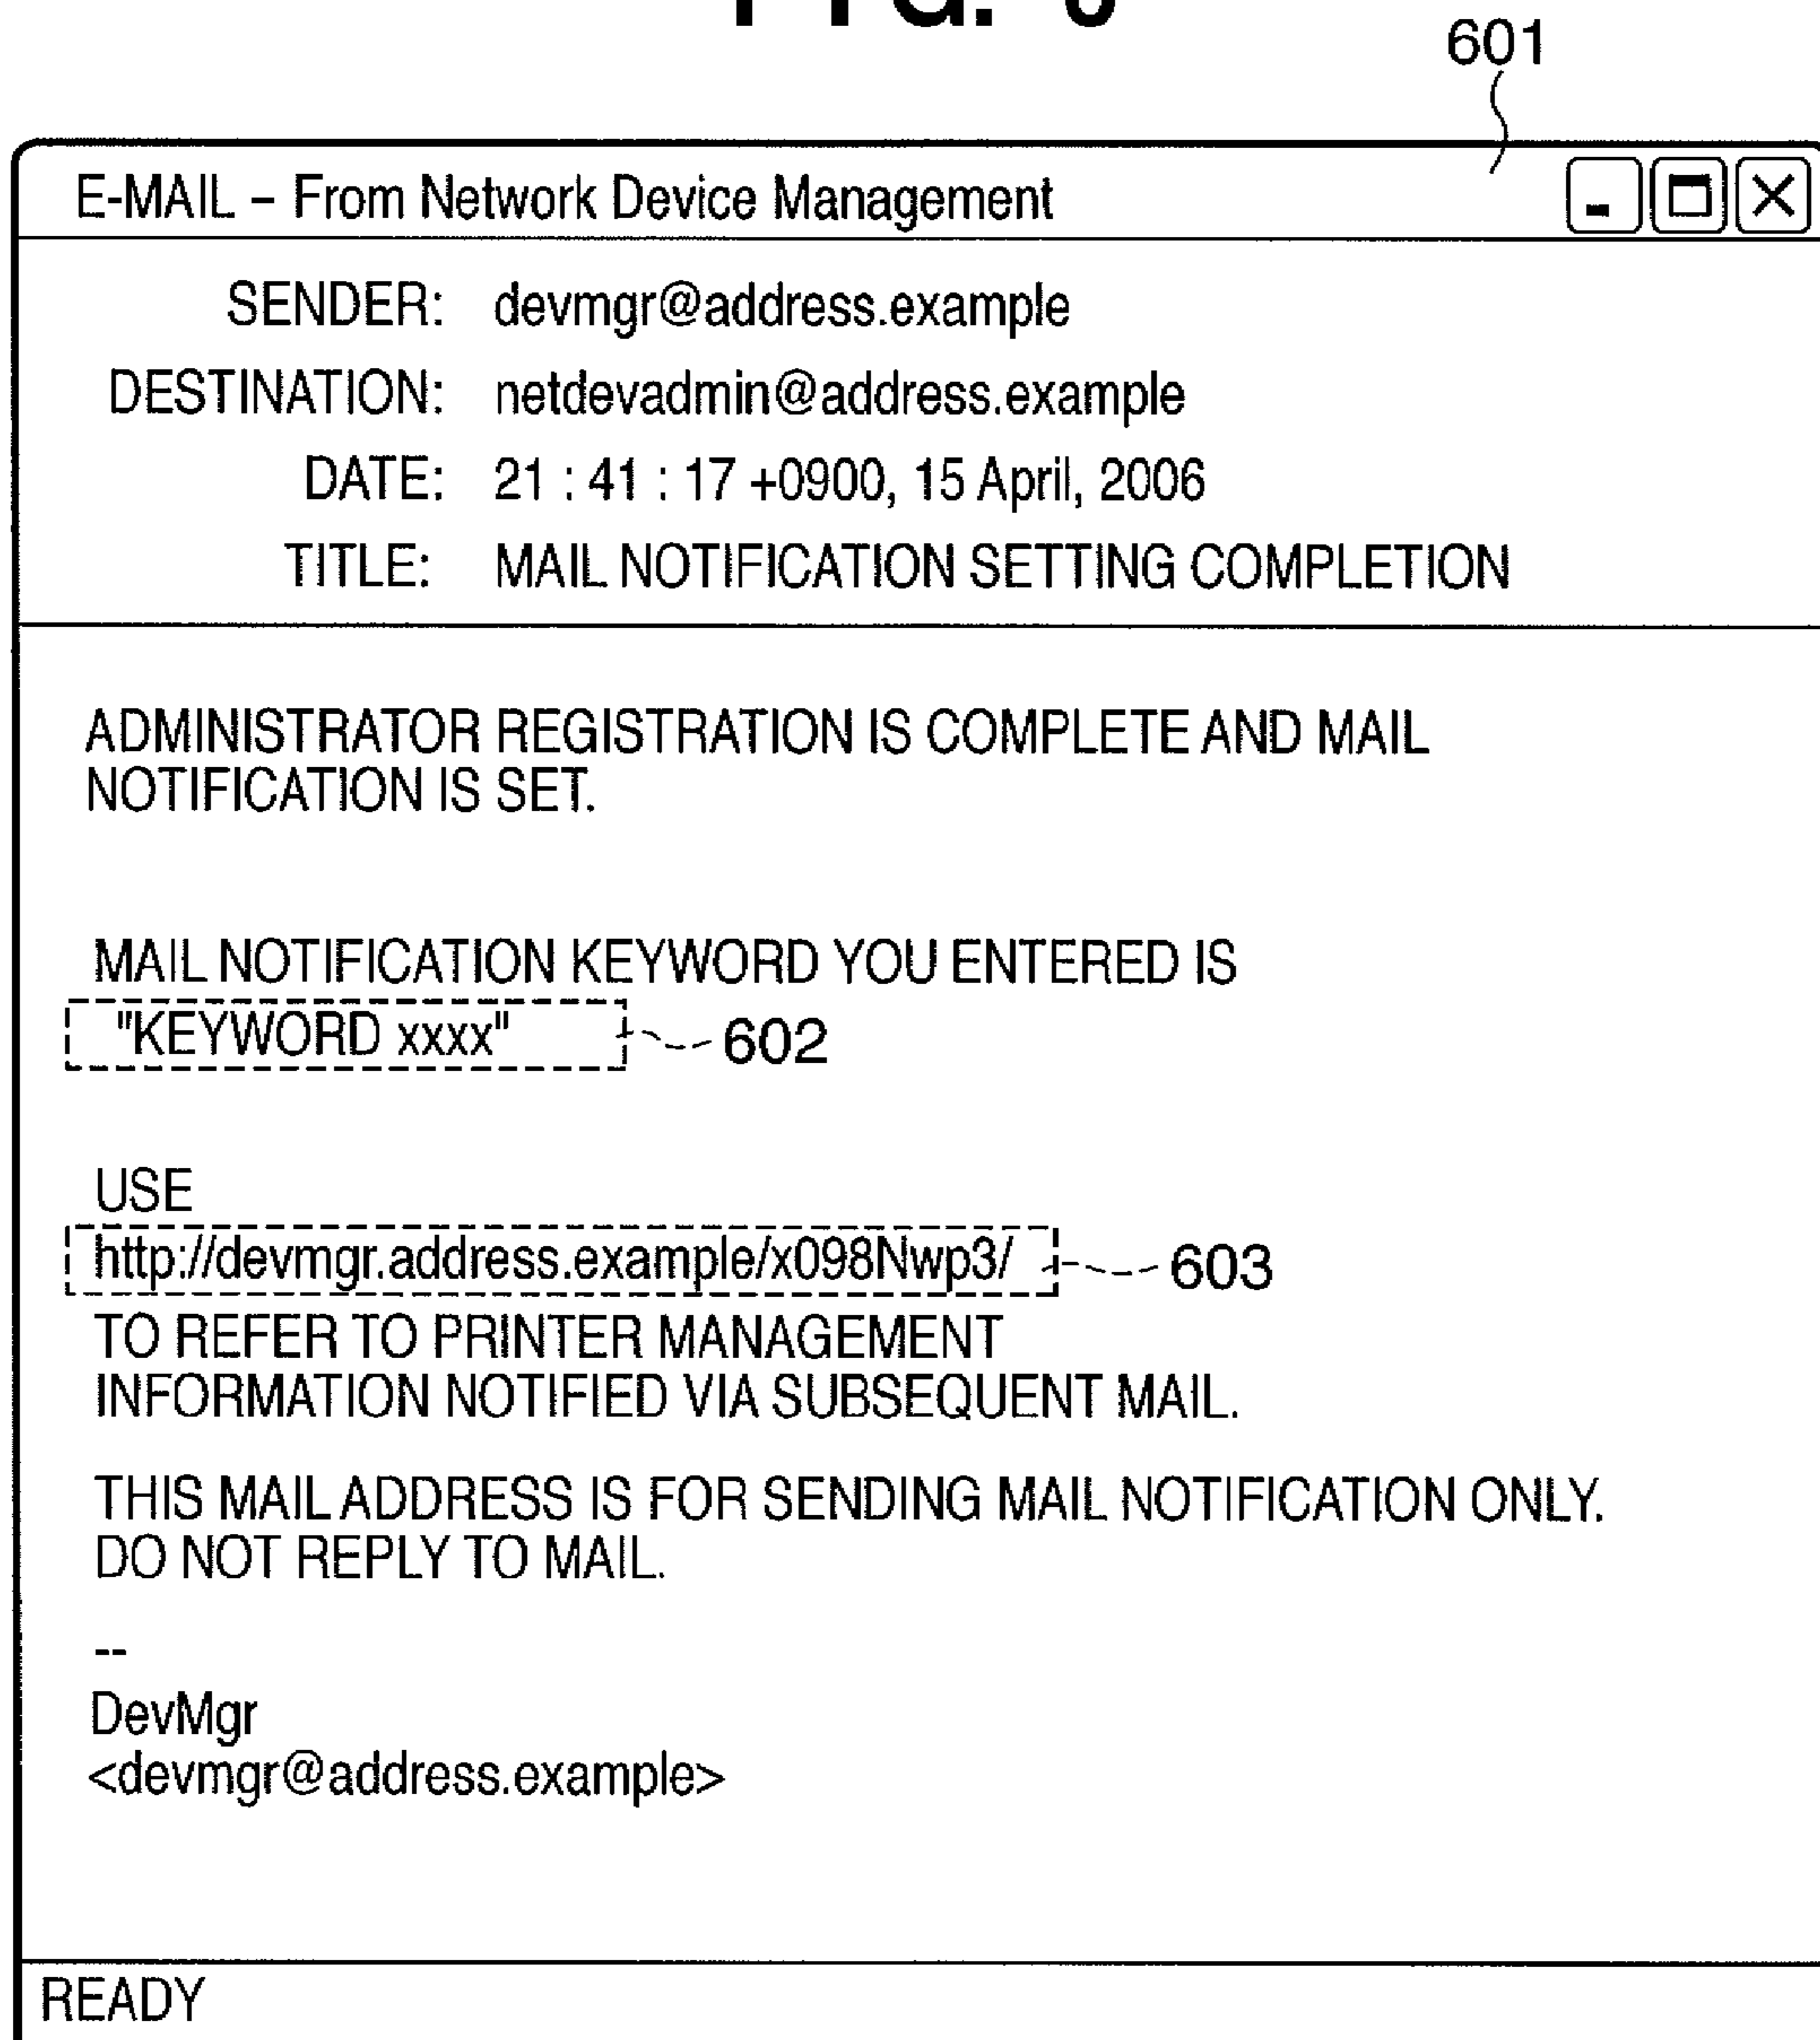 FIG. 6
601
E-MAIL – From Network Device Management
SENDER: devmgr@address.example
DESTINATION: netdevadmin@address.example
DATE: 21 : 41 : 17 +0900, 15 April, 2006
TITLE: MAIL NOTIFICATION SETTING COMPLETION
ADMINISTRATOR REGISTRATION IS COMPLETE AND MAIL
NOTIFICATION IS SET.
MAIL NOTIFICATION KEYWORD YOU ENTERED IS
"KEYWORD xxxx" 602
USE
http://devmgr.address.example/x098Nwp3/ 603
TO REFER TO PRINTER MANAGEMENT
INFORMATION NOTIFIED VIA SUBSEQUENT MAIL.
THIS MAIL ADDRESS IS FOR SENDING MAIL NOTIFICATION ONLY.
DO NOT REPLY TO MAIL.
--
DevMgr
<devmgr@address.example>
READY